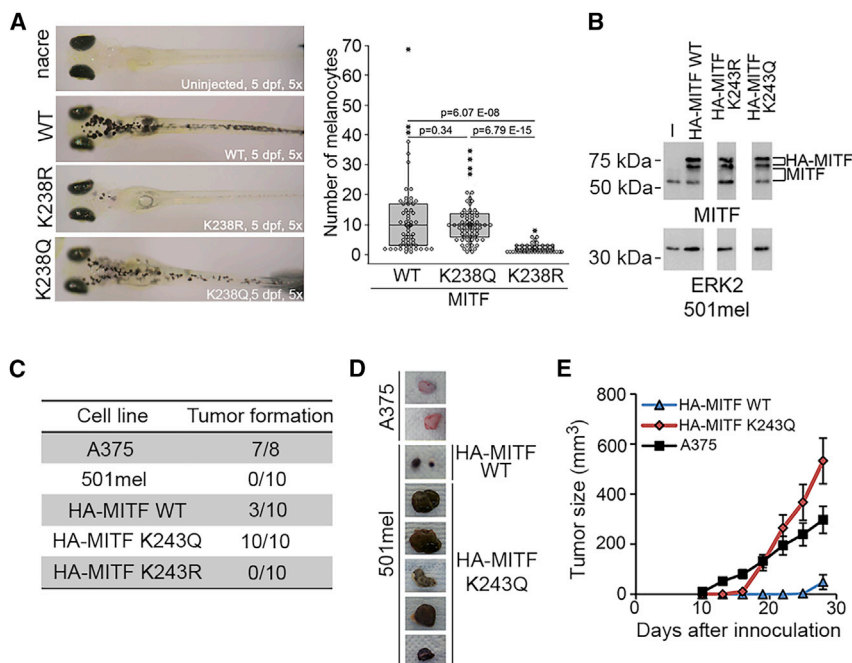 A
nacre
Uninjected, 5 dpf, 5x
WT
WT, 5 dpf, 5x
K238R
K238R, 5 dpf, 5x
K238Q
K238Q,5 dpf, 5x
Number of melanocytes
70
60
50
40
30
20
10
0
p=6.07 E-08
p=0.34
p=6.79 E-15
WT K238Q K238R
MITF
B
–
HA-MITF WT
HA-MITF K243R
HA-MITF K243Q
75 kDa-
50 kDa-
HA-MITF
MITF
MITF
30 kDa-
ERK2
501mel
C
Cell line Tumor formation
A375 7/8
501mel 0/10
HA-MITF WT 3/10
HA-MITF K243Q 10/10
HA-MITF K243R 0/10
D
A375
501mel
HA-MITF
WT
HA-MITF
K243Q
E
Tumor size (mm³)
800
600
400
200
0
HA-MITF WT
HA-MITF K243Q
A375
0 10 20 30
Days after innoculation